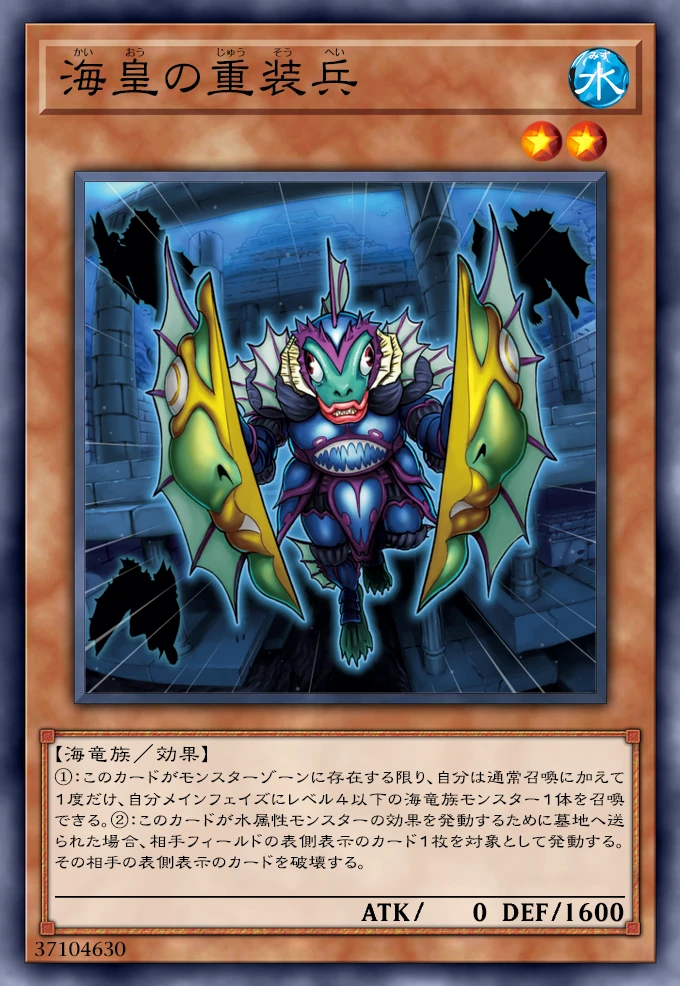 かい おう じゅう そう へい
海皇の重装兵
みず
水
【海竜族／効果】
①：このカードがモンスターゾーンに存在する限り、自分は通常召喚に加えて
１度だけ、自分メインフェイズにレベル４以下の海竜族モンスター１体を召喚
できる。②：このカードが水属性モンスターの効果を発動するために墓地へ送
られた場合、相手フィールドの表側表示のカード１枚を対象として発動する。
その相手の表側表示のカードを破壊する。
ATK/ 0 DEF/1600
37104630